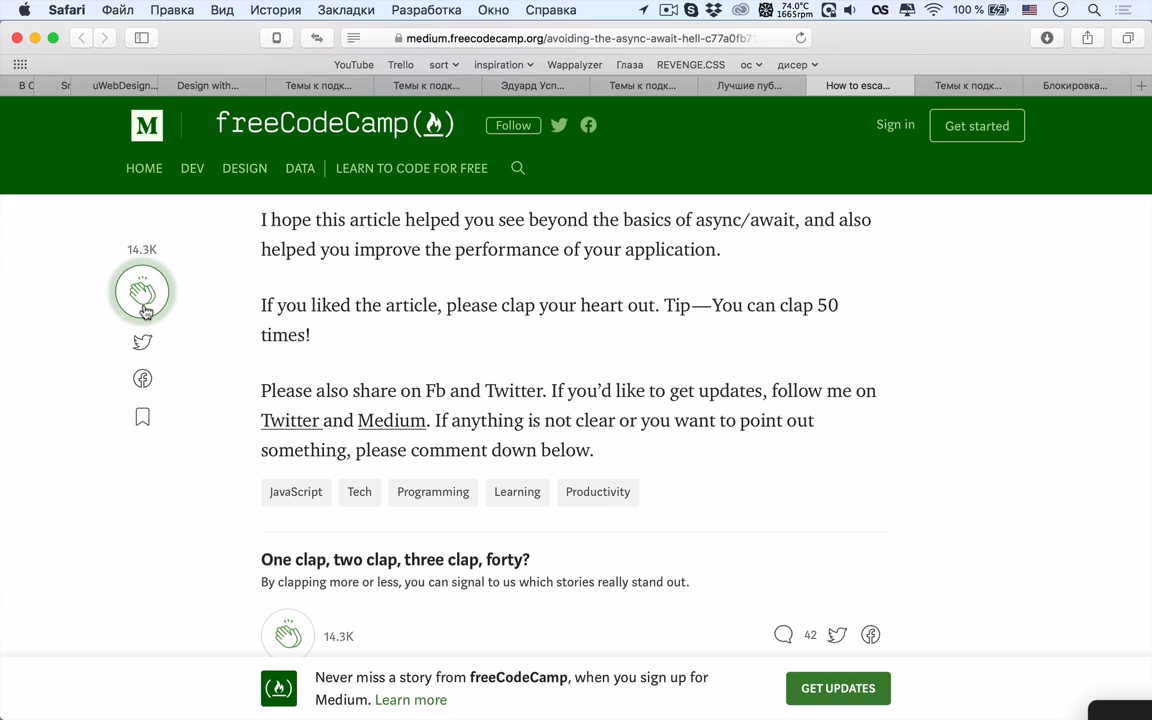 Safari Файл Правка Вид История Закладки Разработка Окно Справка 74.0°C 1665rpm 100 %
medium.freecodecamp.org/avoiding-the-async-await-hell-c77a0fb7
YouTube Trello sort inspiration Wappalyzer Глаза REVENGE.CSS ос дисер
В С Sr uWebDesign... Design with... Темы к подк... Темы к подк... Эдуард Усп... Темы к подк... Лучшие пуб... How to esca... Темы к подк... Блокировка...
M freeCodeCamp Follow Sign in Get started
HOME DEV DESIGN DATA LEARN TO CODE FOR FREE
I hope this article helped you see beyond the basics of async/await, and also
helped you improve the performance of your application.
14.3K
If you liked the article, please clap your heart out. Tip — You can clap 50
times!
Please also share on Fb and Twitter. If you’d like to get updates, follow me on
Twitter and Medium. If anything is not clear or you want to point out
something, please comment down below.
JavaScript Tech Programming Learning Productivity
One clap, two clap, three clap, forty?
By clapping more or less, you can signal to us which stories really stand out.
14.3K 42
Never miss a story from freeCodeCamp, when you sign up for
Medium. Learn more
GET UPDATES